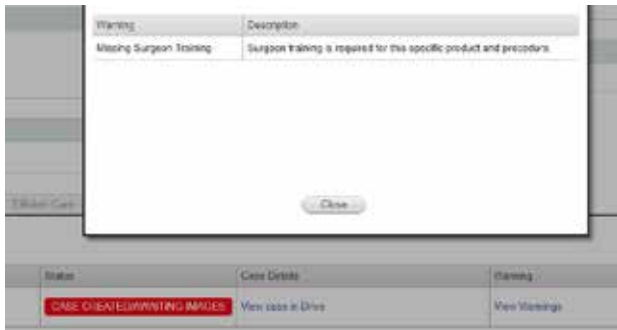 Warning Description
Missing Surgeon Training Surgeon training is required for this specific product and procedure.
Close
Status Case Details Warning
CASE CREATED/AWAITING IMAGES View case in Drive View Warnings